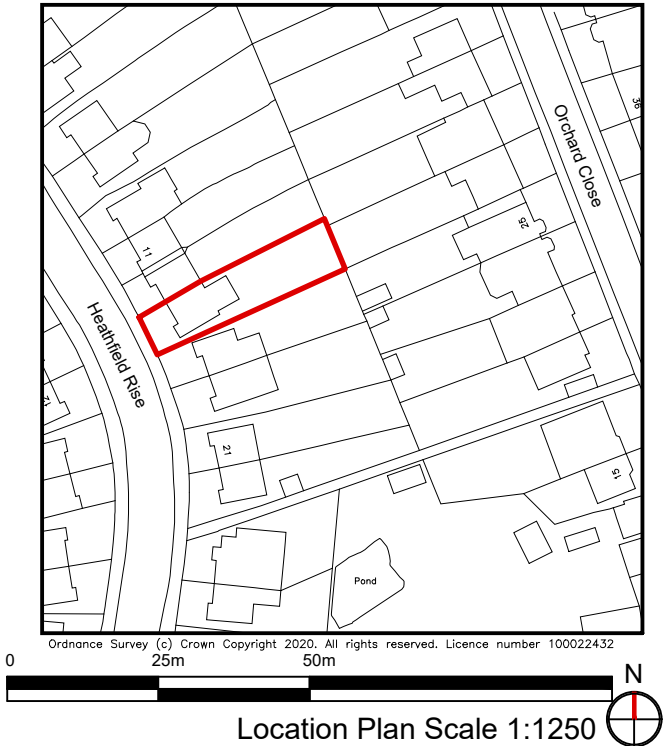 Orchard Close
36
25
11
Heathfield Rise
21
15
Pond
Ordnance Survey (c) Crown Copyright 2020. All rights reserved. Licence number 100022432
0 25m 50m
N
Location Plan Scale 1:1250